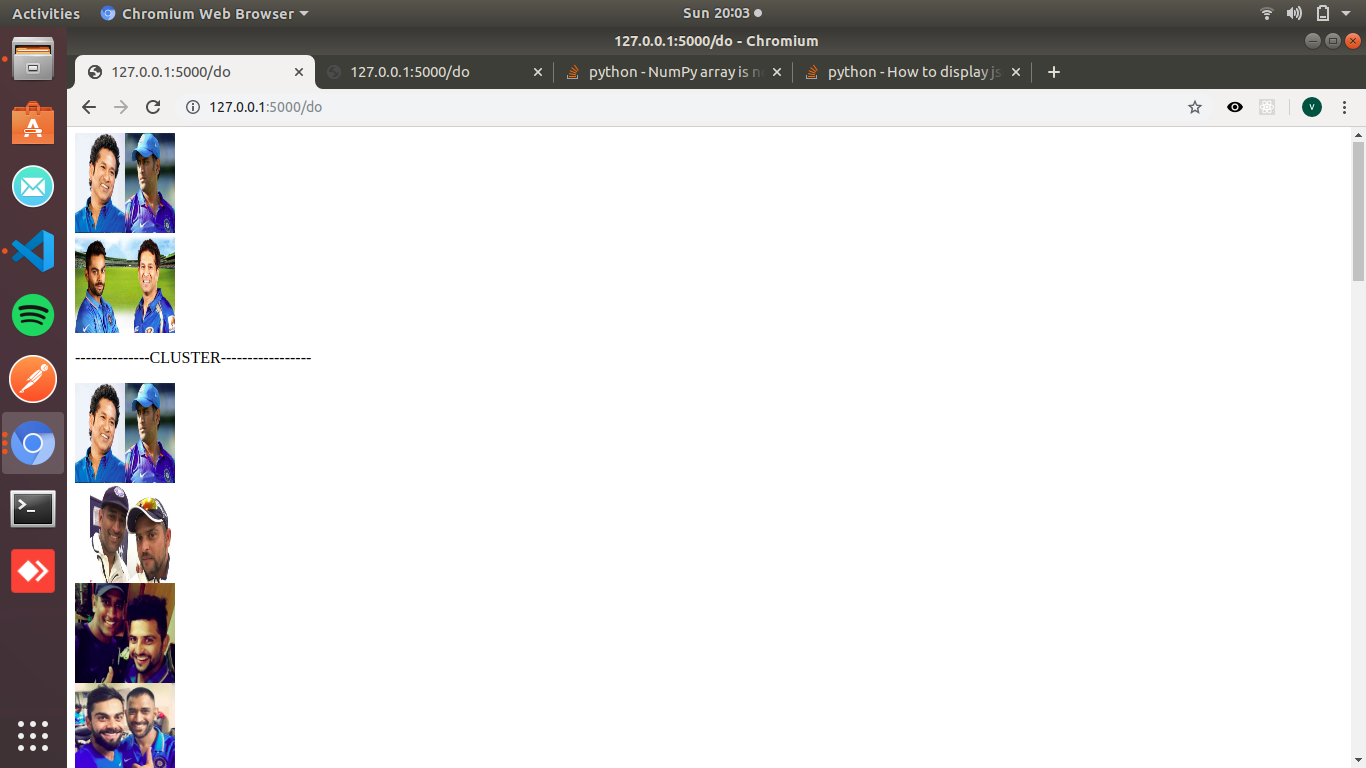 Activities
Chromium Web Browser
Sun 20:03
127.0.0.1:5000/do - Chromium
127.0.0.1:5000/do
127.0.0.1:5000/do
python - NumPy array is n
python - How to display js
127.0.0.1:5000/do
V
--------------CLUSTER-----------------